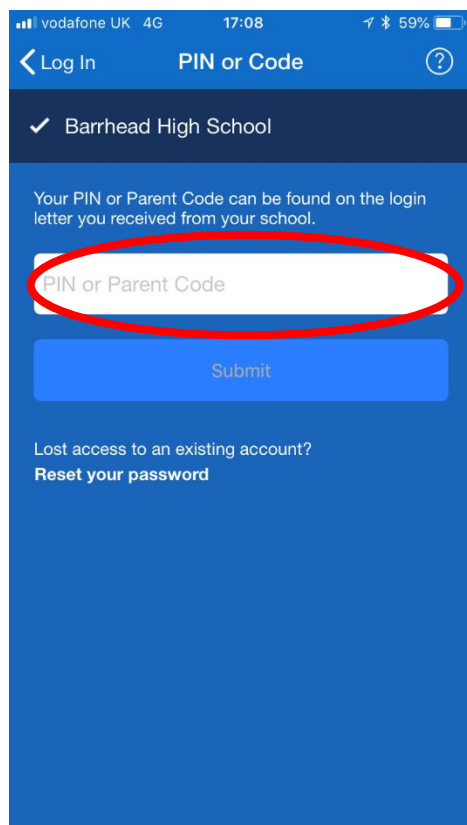 vodafone UK 4G 17:08 59%
Log In PIN or Code ?
Barrhead High School
Your PIN or Parent Code can be found on the login
letter you received from your school.
PIN or Parent Code
Submit
Lost access to an existing account?
Reset your password